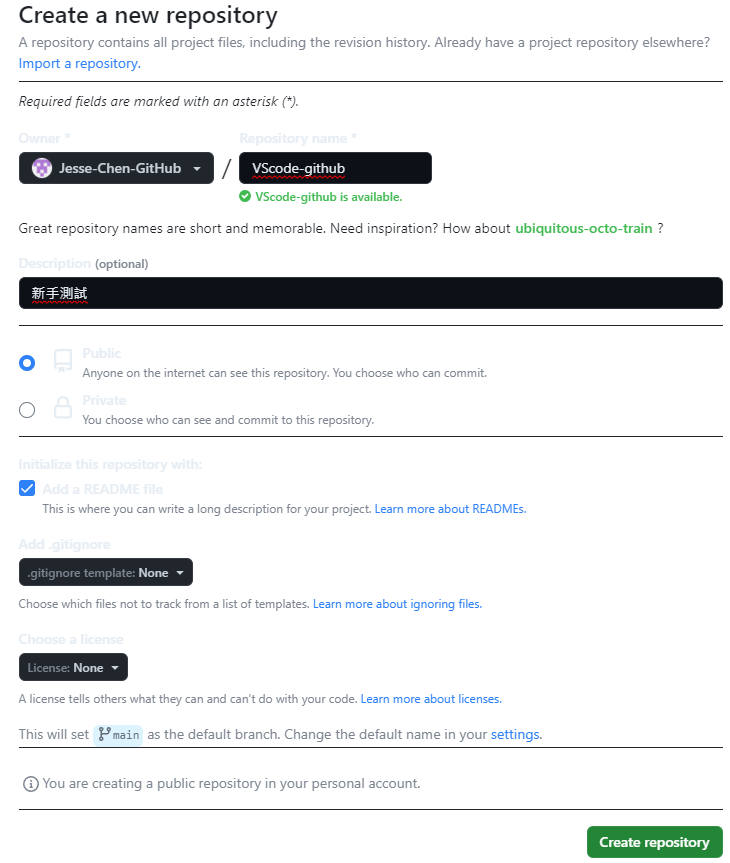 Create a new repository
A repository contains all project files, including the revision history. Already have a project repository elsewhere?
Import a repository.
Required fields are marked with an asterisk (*).
Owner * Repository name *
Jesse-Chen-GitHub / VScode-github
VScode-github is available.
Great repository names are short and memorable. Need inspiration? How about ubiquitous-octo-train ?
Description (optional)
新手測試
Public
Anyone on the internet can see this repository. You choose who can commit.
Private
You choose who can see and commit to this repository.
Initialize this repository with:
Add a README file
This is where you can write a long description for your project. Learn more about READMEs.
Add .gitignore
.gitignore template: None
Choose which files not to track from a list of templates. Learn more about ignoring files.
Choose a license
License: None
A license tells others what they can and can't do with your code. Learn more about licenses.
This will set main as the default branch. Change the default name in your settings.
You are creating a public repository in your personal account.
Create repository